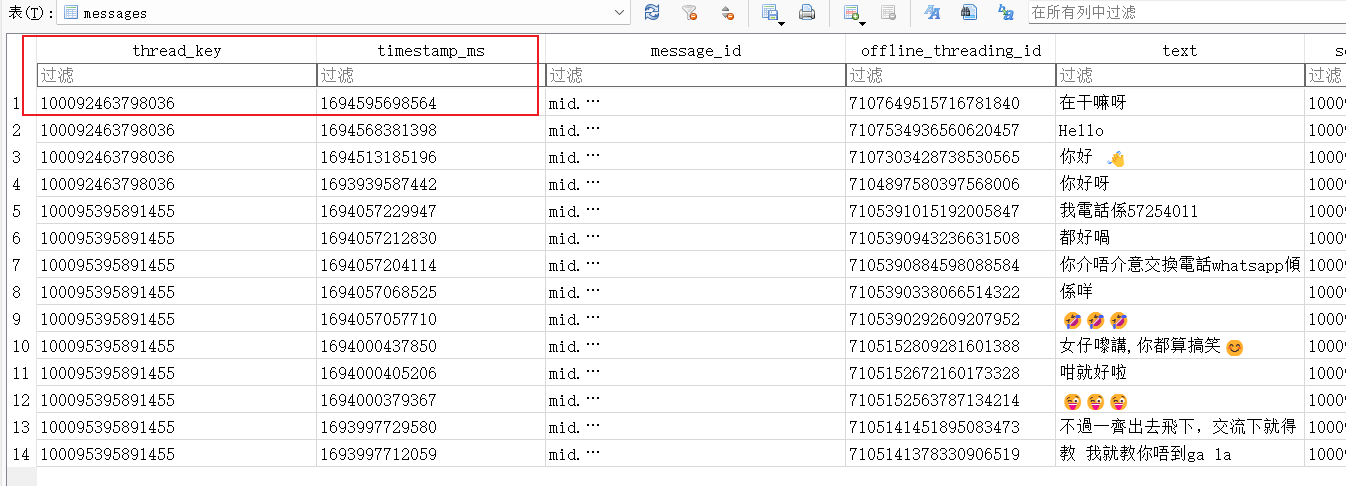 表(T): messages 在所有列中过滤
thread_key timestamp_ms message_id offline_threading_id text
过滤 过滤 过滤 过滤 过滤 过滤
1 100092463798036 1694595698564 mid.… 7107649515716781840 在干嘛呀 1000
2 100092463798036 1694568381398 mid.… 7107534936560620457 Hello 1000
3 100092463798036 1694513185196 mid.… 7107303428738530565 你好 👋 1000
4 100092463798036 1693939587442 mid.… 7104897580397568006 你好呀 1000
5 100095395891455 1694057229947 mid.… 7105391015192005847 我電話係57254011 1000
6 100095395891455 1694057212830 mid.… 7105390943236631508 都好喎 1000
7 100095395891455 1694057204114 mid.… 7105390884598088584 你介唔介意交換電話whatsapp傾 1000
8 100095395891455 1694057068525 mid.… 7105390338066514322 係咩 1000
9 100095395891455 1694057057710 mid.… 7105390292609207952 🤣🤣🤣 1000
10 100095395891455 1694000437850 mid.… 7105152809281601388 女仔嚟講,你都算搞笑😊 1000
11 100095395891455 1694000405206 mid.… 7105152672160173328 咁就好啦 1000
12 100095395891455 1694000379367 mid.… 7105152563787134214 😜😜😜 1000
13 100095395891455 1693997729580 mid.… 7105141451895083473 不過一齊出去飛下，交流下就得 1000
14 100095395891455 1693997712059 mid.… 7105141378330906519 教 我就教你唔到ga la 1000